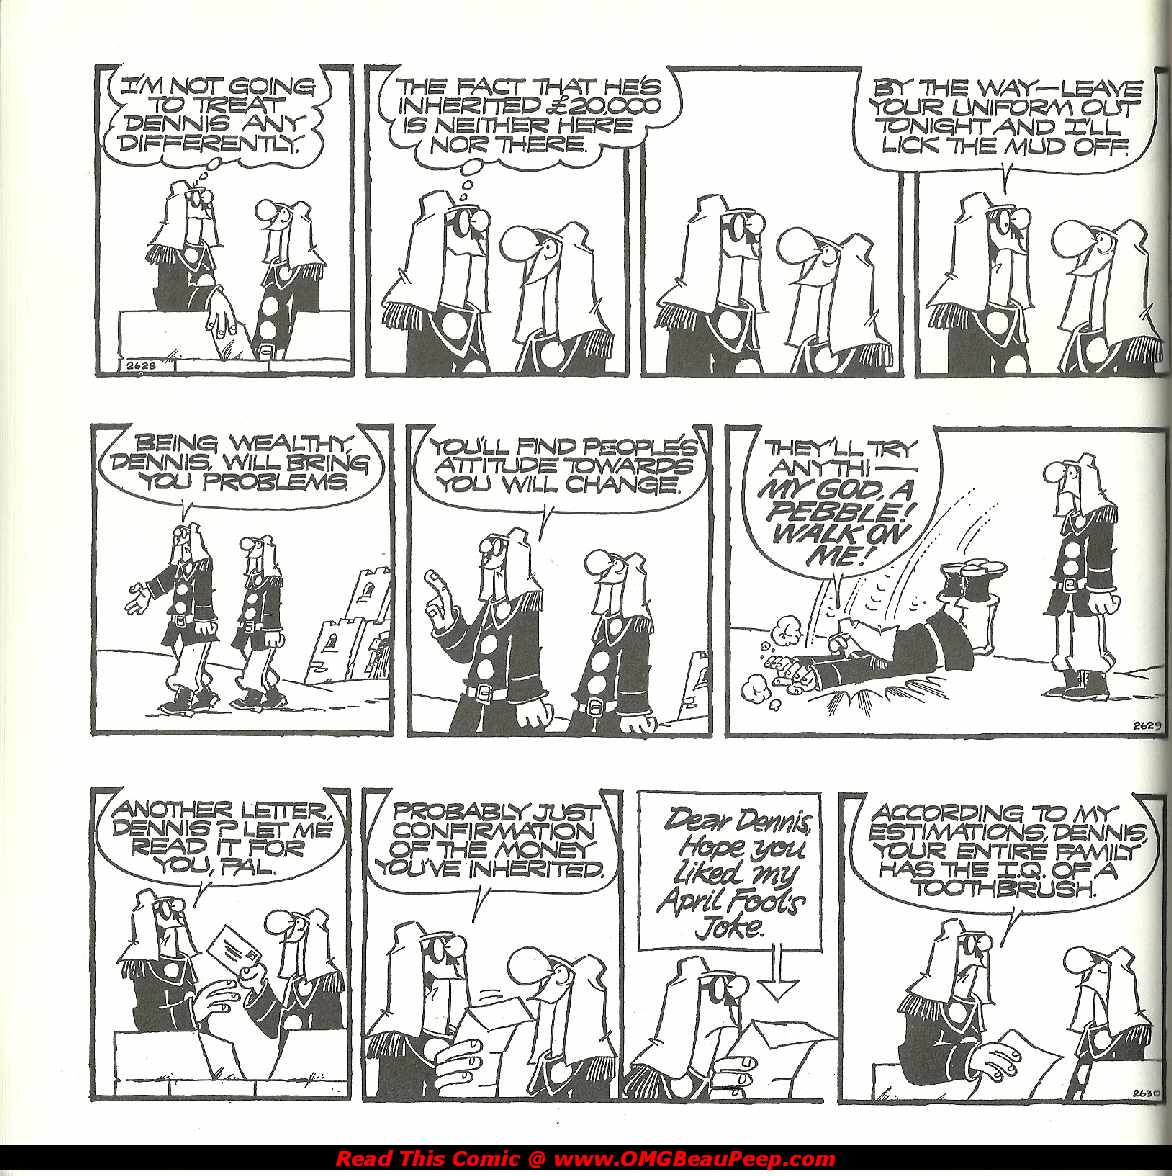 I'M NOT GOING
TO TREAT
DENNIS ANY
DIFFERENTLY.
THE FACT THAT HE'S
INHERITED £20,000
IS NEITHER HERE
NOR THERE.
BY THE WAY — LEAVE
YOUR UNIFORM OUT
TONIGHT AND I'LL
LICK THE MUD OFF.
2628
BEING WEALTHY,
DENNIS, WILL BRING
YOU PROBLEMS.
YOU'LL FIND PEOPLE'S
ATTITUDE TOWARDS
YOU WILL CHANGE.
THEY'LL TRY
ANYTHI —
MY GOD, A
PEBBLE!
WALK ON
ME!
2629
ANOTHER LETTER,
DENNIS? LET ME
READ IT FOR
YOU, PAL.
PROBABLY JUST
CONFIRMATION
OF THE MONEY
YOU'VE INHERITED.
Dear Dennis,
Hope you
liked my
April Fool's
Joke.
ACCORDING TO MY
ESTIMATIONS, DENNIS,
YOUR ENTIRE FAMILY
HAS THE I.Q. OF A
TOOTHBRUSH.
2630
Read This Comic @ www.OMGBeauPeep.com